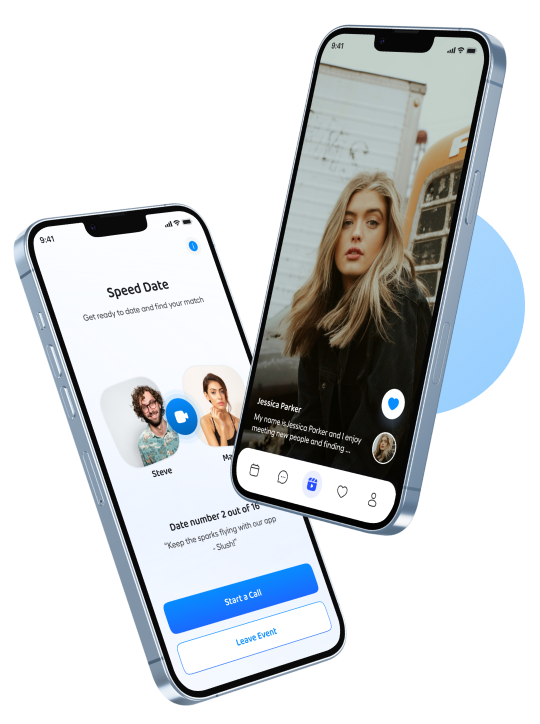 9:41
Speed Date
Get ready to date and find your match
Steve
Date number 2 out of 16
"Keep the sparks flying with our app
- Slush!"
Start a Call
Leave Event
9:41
Jessica Parker
My name is Jessica Parker and I enjoy
meeting new people and finding ...